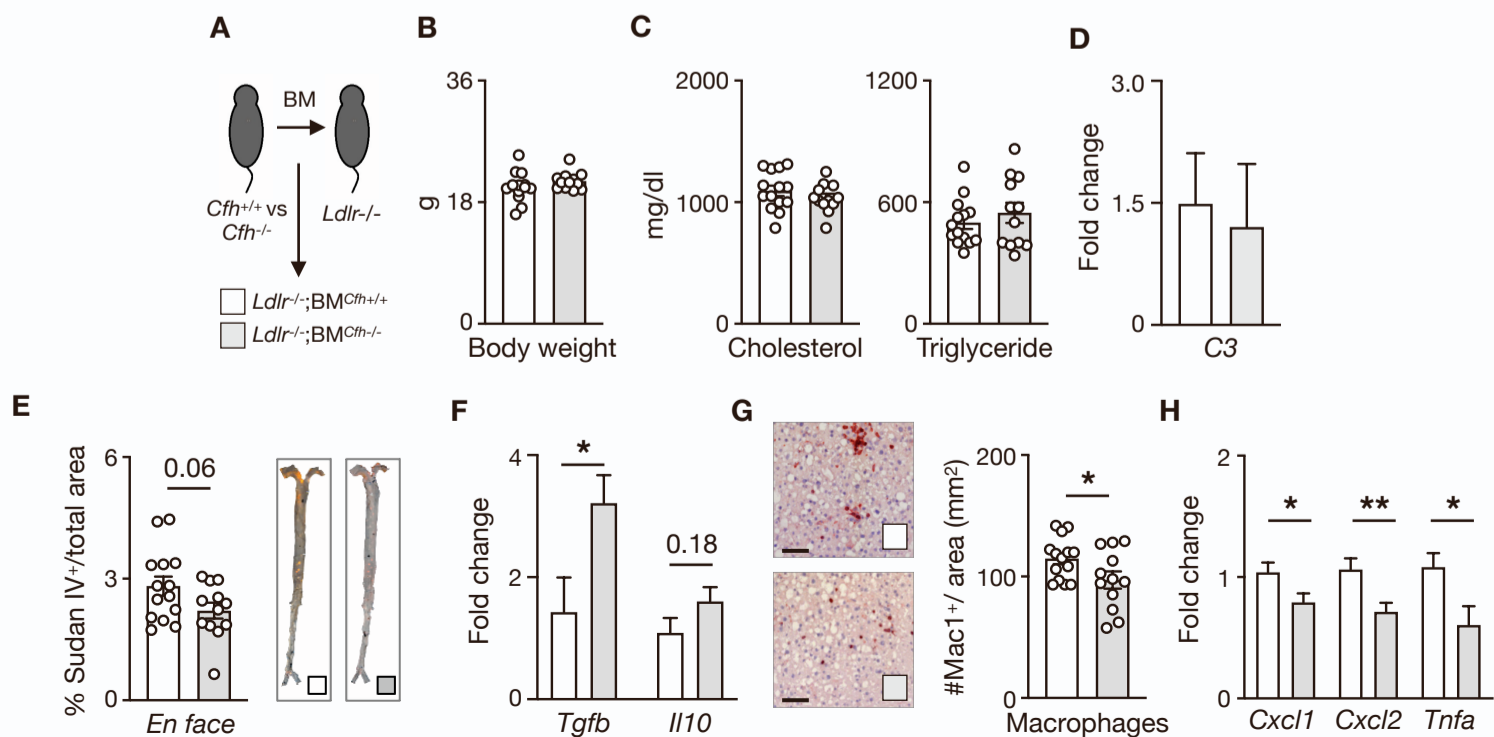 A
BM
Cfh+/+ vs
Cfh-/-
Ldlr-/-
Ldlr-/-;BMCfh+/+
Ldlr-/-;BMCfh-/-
B
36
18
0
g
Body weight
C
2000
1000
0
mg/dl
Cholesterol
1200
600
0
Triglyceride
D
3.0
1.5
0
Fold change
C3
E
6
3
0
% Sudan IV+/total area
0.06
En face
F
4
2
0
Fold change
*
0.18
Tgfb
Il10
G
200
100
0
#Mac1+/ area (mm2)
*
Macrophages
H
2
1
0
Fold change
*
**
*
Cxcl1
Cxcl2
Tnfa